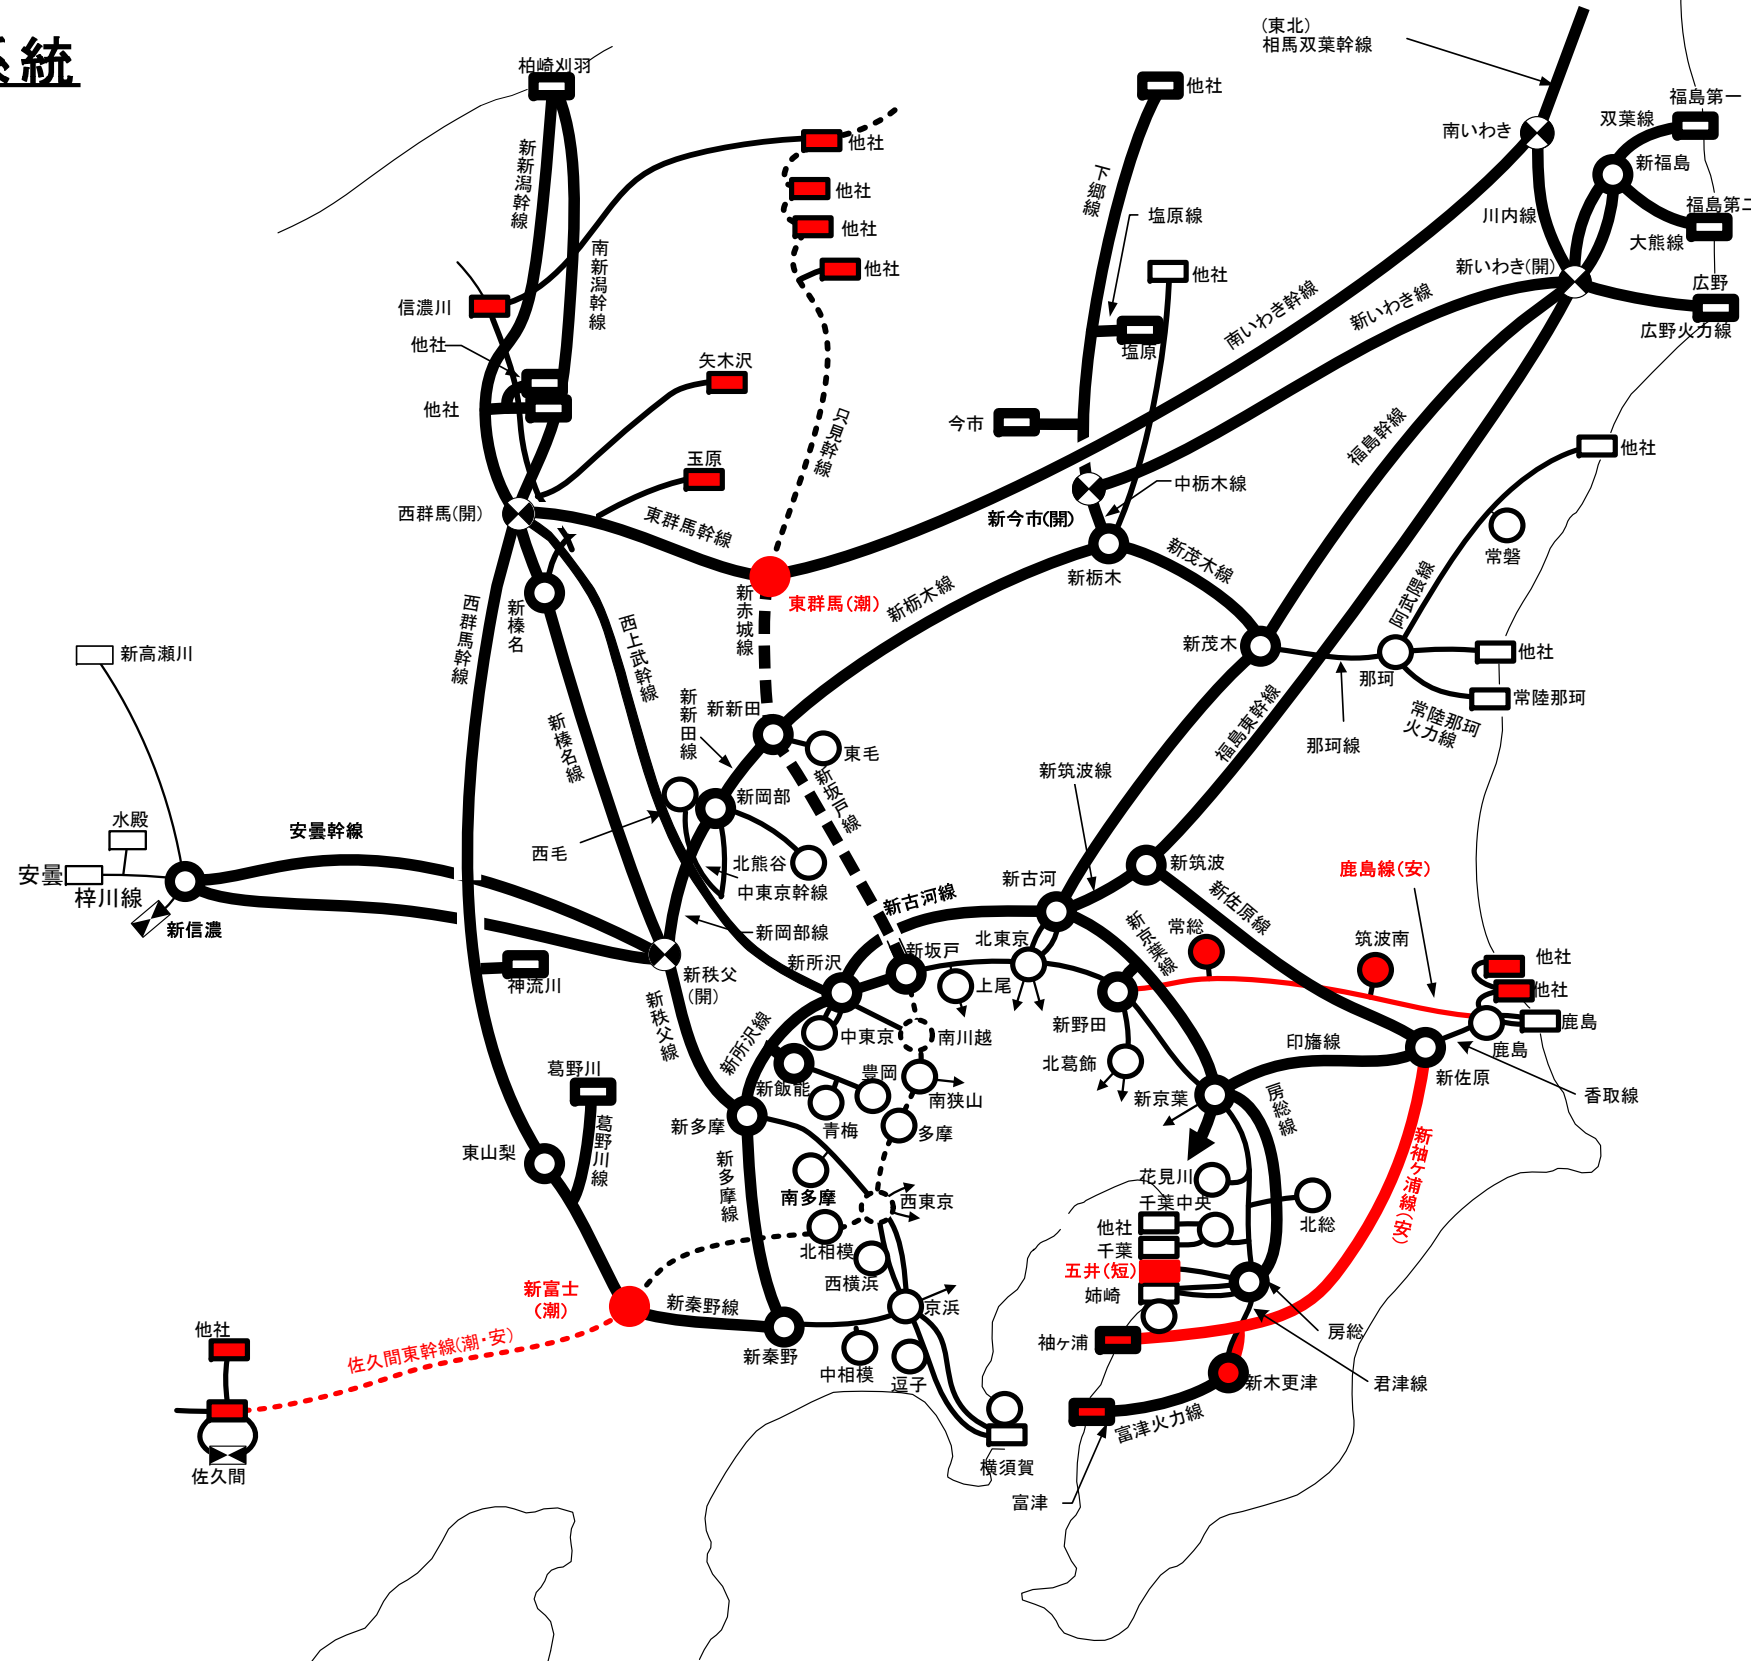 系統
(東北)
相馬双葉幹線
柏崎刈羽
他社
他社
福島第一
双葉線
南いわき
新福島
新新潟幹線
他社
下郷線
塩原線
川内線
福島第二
大熊線
他社
南新潟幹線
他社
他社
新いわき(開)
広野
信濃川
南いわき幹線
新いわき線
広野火力線
他社
塩原
矢木沢
他社
只見幹線
今市
福島幹線
他社
玉原
中栃木線
西群馬(開)
東群馬幹線
新今市(開)
新茂木線
常磐
新栃木
阿武隈線
新赤城線
東群馬(潮)
新栃木線
西群馬幹線
新榛名
西上武幹線
新茂木
他社
新高瀬川
那珂
常陸那珂
新新田線
新新田
福島東幹線
常陸那珂
火力線
新榛名線
那珂線
東毛
新坂戸線
新筑波線
新岡部
水殿
安曇幹線
西毛
北熊谷
新筑波
鹿島線(安)
安曇
新古河
中東京幹線
梓川線
新古河線
新佐原線
新信濃
新岡部線
新京葉線
常総
北東京
筑波南
新坂戸
他社
新所沢
新秩父
(開)
神流川
上尾
他社
新秩父線
新所沢線
中東京
南川越
新野田
鹿島
印旛線
鹿島
葛野川
新飯能
豊岡
北葛飾
新佐原
南狭山
新京葉
房総線
香取線
新多摩
青梅
多摩
葛野川線
新袖ケ浦線(安)
東山梨
新多摩線
花見川
南多摩
西東京
千葉中央
北総
他社
北相模
千葉
五井(短)
新富士
(潮)
西横浜
姉崎
新秦野線
京浜
他社
房総
佐久間東幹線(潮・安)
袖ケ浦
新秦野
中相模
逗子
新木更津
君津線
富津火力線
横須賀
佐久間
富津